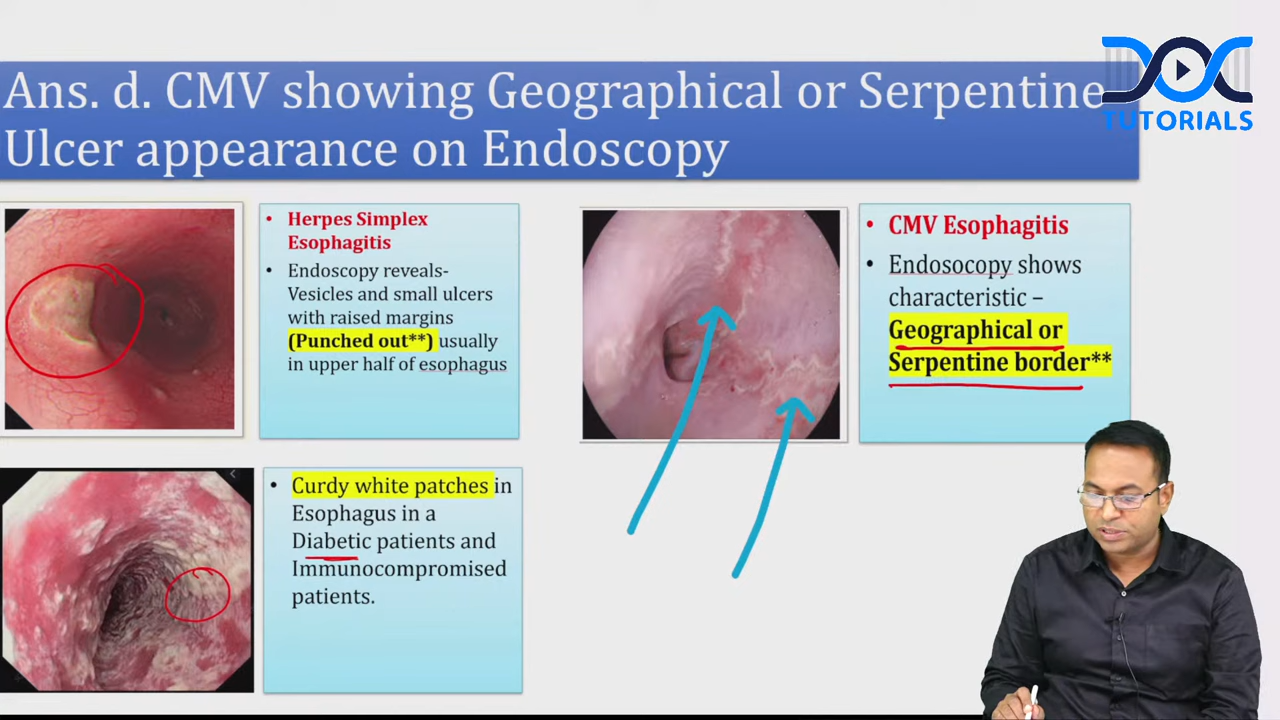 Ans. d. CMV showing Geographical or Serpentine
Ulcer appearance on Endoscopy
TUTORIALS
• Herpes Simplex
Esophagitis
• Endoscopy reveals-
Vesicles and small ulcers
with raised margins
(Punched out**) usually
in upper half of esophagus
• CMV Esophagitis
• Endosocopy shows
characteristic –
Geographical or
Serpentine border**
• Curdy white patches in
Esophagus in a
Diabetic patients and
Immunocompromised
patients.